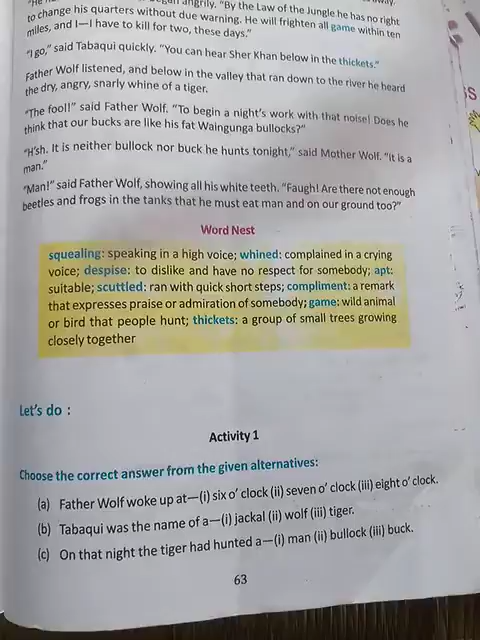 angrily. "By the Law of the Jungle he has no right
to change his quarters without due warning. He will frighten all game within ten
miles, and I—I have to kill for two, these days."
"I go," said Tabaqui quickly. "You can hear Sher Khan below in the thickets."
Father Wolf listened, and below in the valley that ran down to the river he heard
the dry, angry, snarly whine of a tiger.
"The fool!" said Father Wolf. "To begin a night's work with that noise! Does he
think that our bucks are like his fat Waingunga bullocks?"
"H'sh. It is neither bullock nor buck he hunts tonight," said Mother Wolf. "It is a
man."
"Man!" said Father Wolf, showing all his white teeth. "Faugh! Are there not enough
beetles and frogs in the tanks that he must eat man and on our ground too?"
Word Nest
squealing: speaking in a high voice; whined: complained in a crying
voice; despise: to dislike and have no respect for somebody; apt:
suitable; scuttled: ran with quick short steps; compliment: a remark
that expresses praise or admiration of somebody; game: wild animal
or bird that people hunt; thickets: a group of small trees growing
closely together
Let's do :
Activity 1
Choose the correct answer from the given alternatives:
(a) Father Wolf woke up at—(i) six o' clock (ii) seven o' clock (iii) eight o' clock.
(b) Tabaqui was the name of a—(i) jackal (ii) wolf (iii) tiger.
(c) On that night the tiger had hunted a—(i) man (ii) bullock (iii) buck.
63